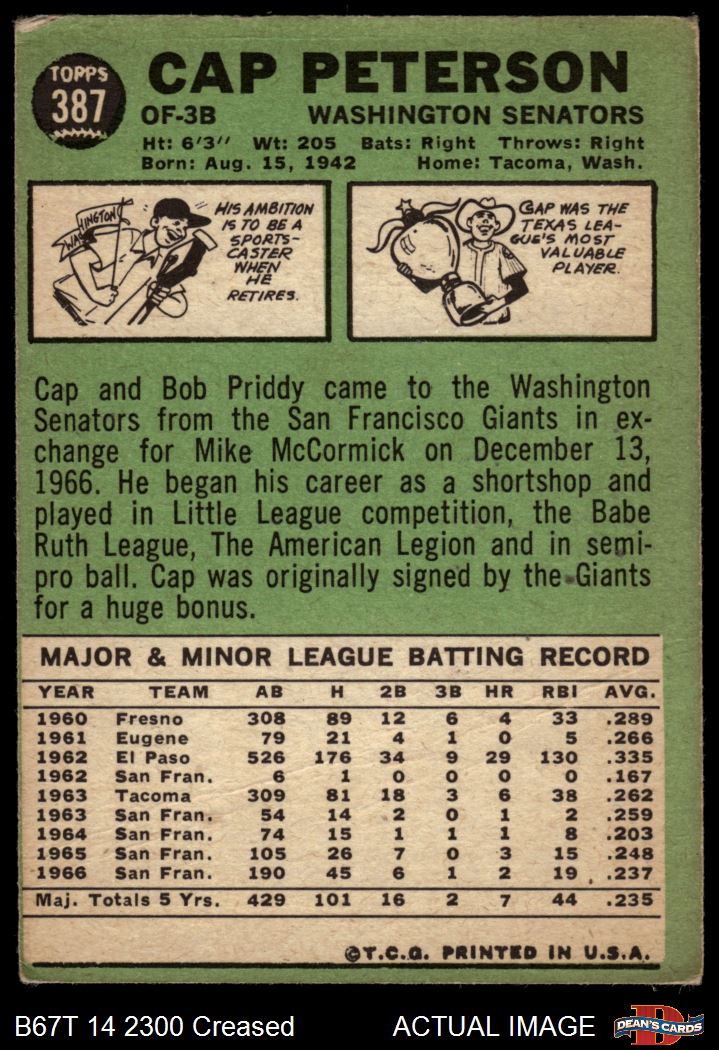 TOPPS
387
CAP PETERSON
OF-3B WASHINGTON SENATORS
Ht: 6'3" Wt: 205 Bats: Right Throws: Right
Born: Aug. 15, 1942 Home: Tacoma, Wash.
WASHINGTON
HIS AMBITION
IS TO BE A
SPORTS-
CASTER
WHEN
HE
RETIRES.
CAP WAS THE
TEXAS LEA-
GUE'S MOST
VALUABLE
PLAYER.
Cap and Bob Priddy came to the Washington
Senators from the San Francisco Giants in ex-
change for Mike McCormick on December 13,
1966. He began his career as a shortshop and
played in Little League competition, the Babe
Ruth League, The American Legion and in semi-
pro ball. Cap was originally signed by the Giants
for a huge bonus.
MAJOR & MINOR LEAGUE BATTING RECORD
YEAR TEAM AB H 2B 3B HR RBI AVG.
1960 Fresno 308 89 12 6 4 33 .289
1961 Eugene 79 21 4 1 0 5 .266
1962 El Paso 526 176 34 9 29 130 .335
1962 San Fran. 6 1 0 0 0 0 .167
1963 Tacoma 309 81 18 3 6 38 .262
1963 San Fran. 54 14 2 0 1 2 .259
1964 San Fran. 74 15 1 1 1 8 .203
1965 San Fran. 105 26 7 0 3 15 .248
1966 San Fran. 190 45 6 1 2 19 .237
Maj. Totals 5 Yrs. 429 101 16 2 7 44 .235
©T.C.G. PRINTED IN U.S.A.
B67T 14 2300 Creased ACTUAL IMAGE DEAN'S CARDS